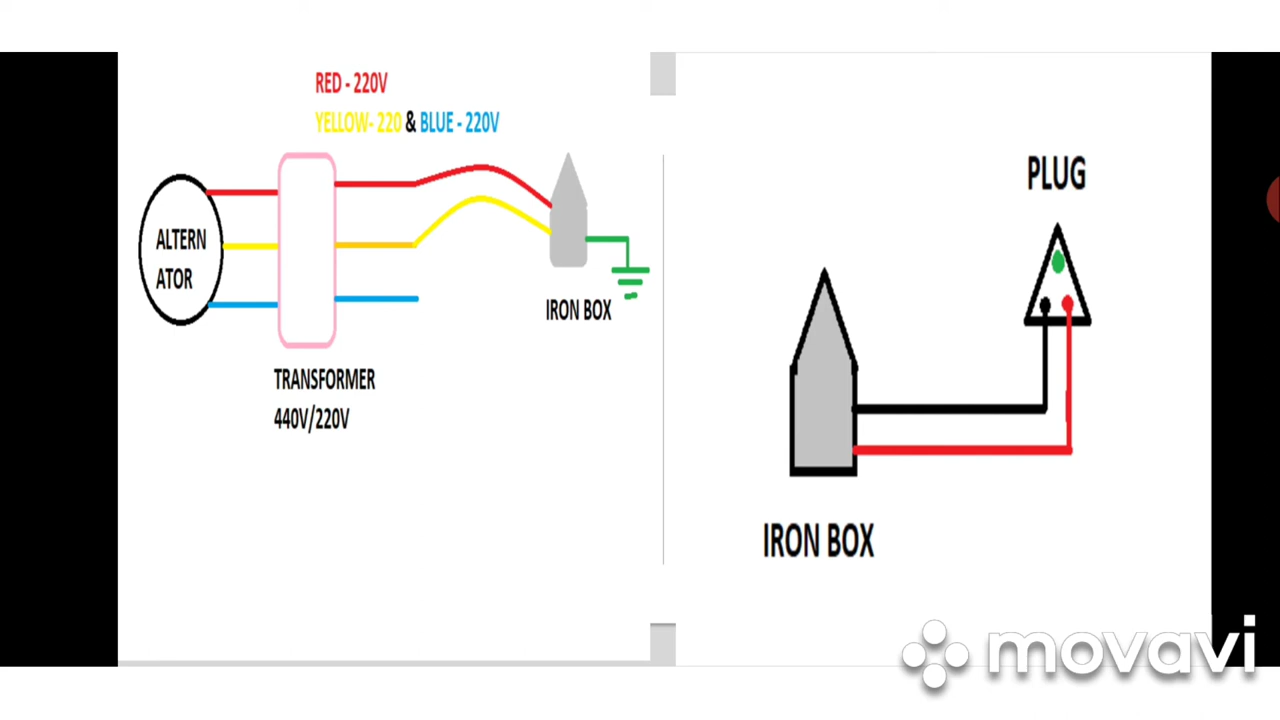 RED - 220V
YELLOW- 220 & BLUE - 220V
ALTERN
ATOR
TRANSFORMER
440V/220V
IRON BOX
PLUG
IRON BOX
movavi